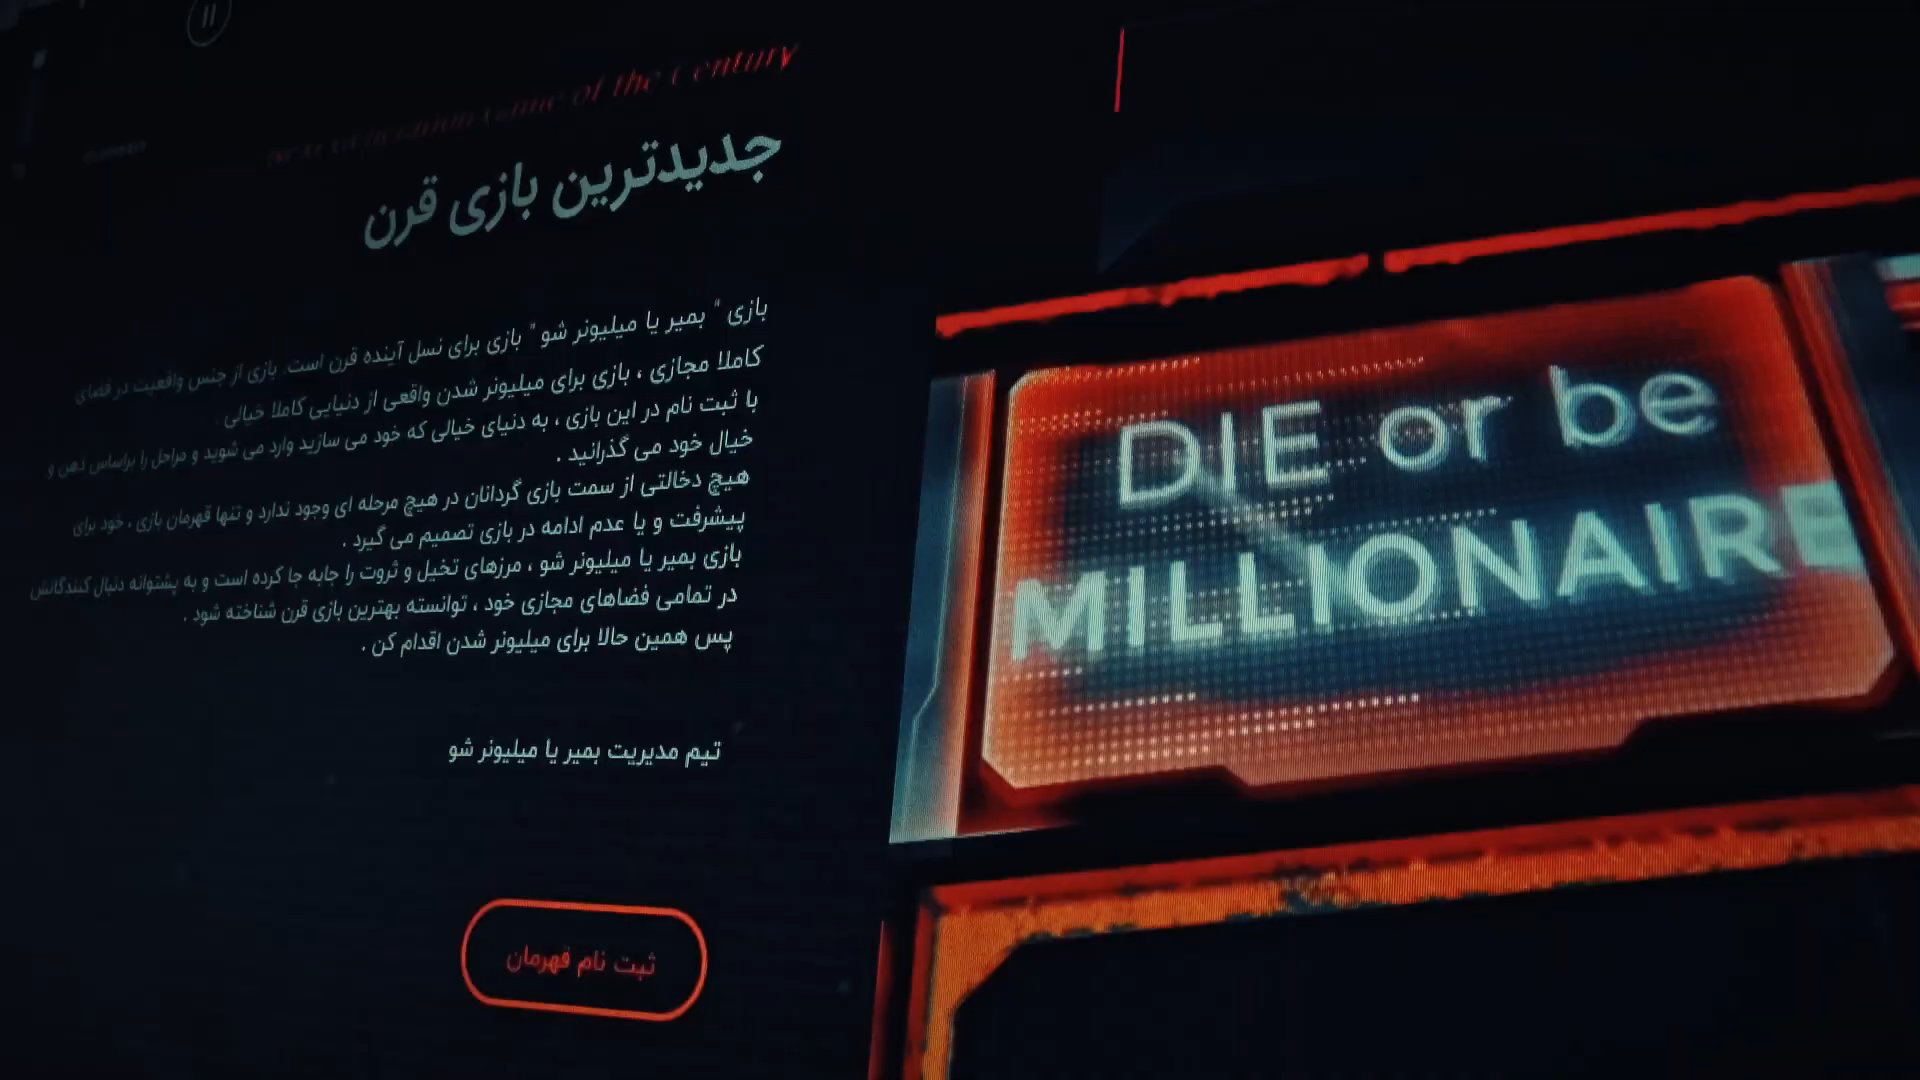 of the Century
جدیدترین بازی قرن
بازی " بمیر یا میلیونر شو " بازی برای نسل آینده قرن است. بازی از جنس واقعیت در فضای
کاملا مجازی ، بازی برای میلیونر شدن واقعی از دنیایی کاملا خیالی .
با ثبت نام در این بازی ، به دنیای خیالی که خود می سازید وارد می شوید و مراحل را براساس ذهن و
خیال خود می گذرانید .
هیچ دخالتی از سمت بازی گردانان در هیچ مرحله ای وجود ندارد و تنها قهرمان بازی ، خود برای
پیشرفت و یا عدم ادامه در بازی تصمیم می گیرد .
بازی بمیر یا میلیونر شو ، مرزهای تخیل و ثروت را جابه جا کرده است و به پشتوانه دنبال کنندگانش
در تمامی فضاهای مجازی خود ، توانسته بهترین بازی قرن شناخته شود .
پس همین حالا برای میلیونر شدن اقدام کن .
تیم مدیریت بمیر یا میلیونر شو
ثبت نام قهرمان
DIE or be
MILLIONAIRE